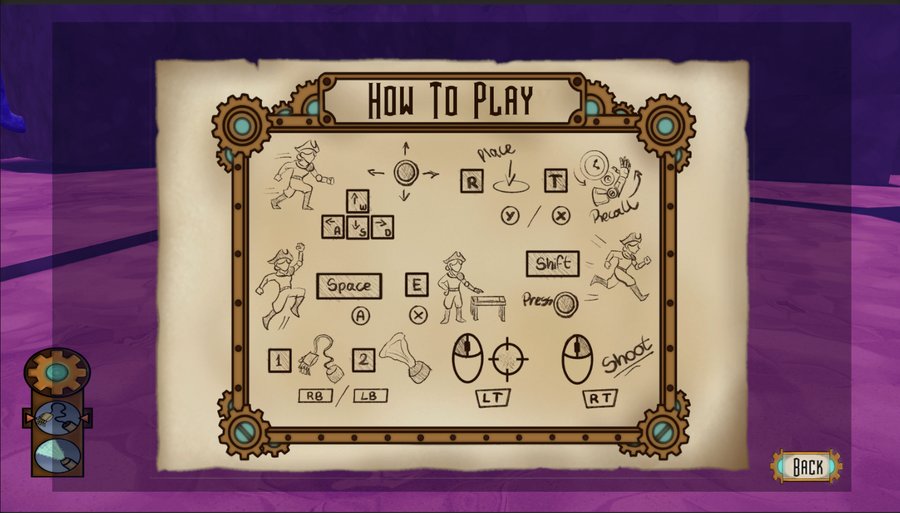 How To Play
Place
R T
W Y / X Recall
A S D
Shift
Space E
Press
A X
1 2 Shoot
RB / LB LT RT
Back